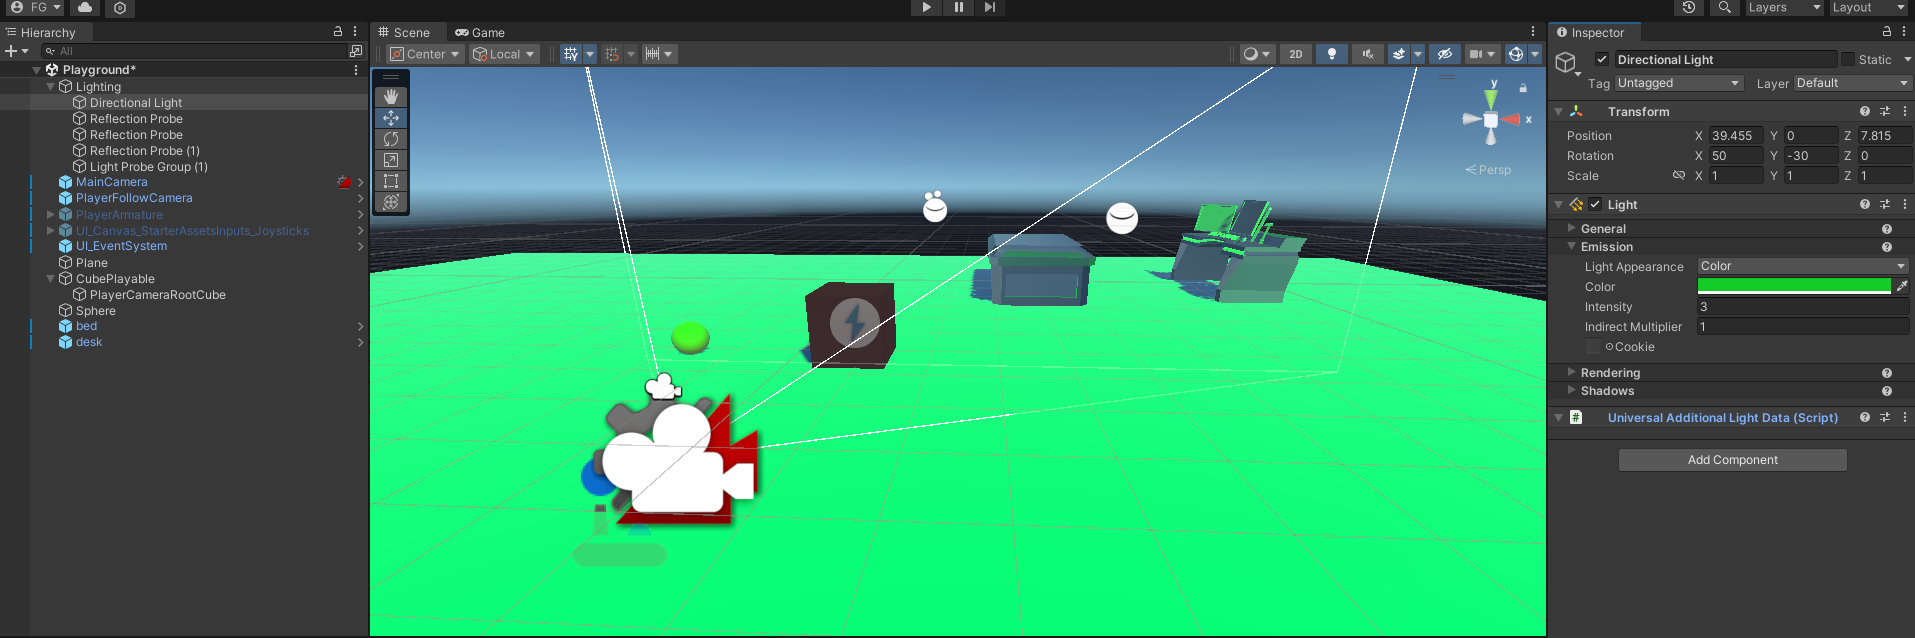 FG
Layers
Layout
Hierarchy
All
Playground*
Lighting
Directional Light
Reflection Probe
Reflection Probe
Reflection Probe (1)
Light Probe Group (1)
MainCamera
PlayerFollowCamera
PlayerArmature
UI_Canvas_StarterAssetsInputs_Joysticks
UI_EventSystem
Plane
CubePlayable
PlayerCameraRootCube
Sphere
bed
desk
Scene
Game
Center
Local
2D
y
x
Persp
Inspector
Directional Light
Static
Tag Untagged
Layer Default
Transform
Position X 39.455 Y 0 Z 7.815
Rotation X 50 Y -30 Z 0
Scale X 1 Y 1 Z 1
Light
General
Emission
Light Appearance Color
Color
Intensity 3
Indirect Multiplier 1
Cookie
Rendering
Shadows
# Universal Additional Light Data (Script)
Add Component